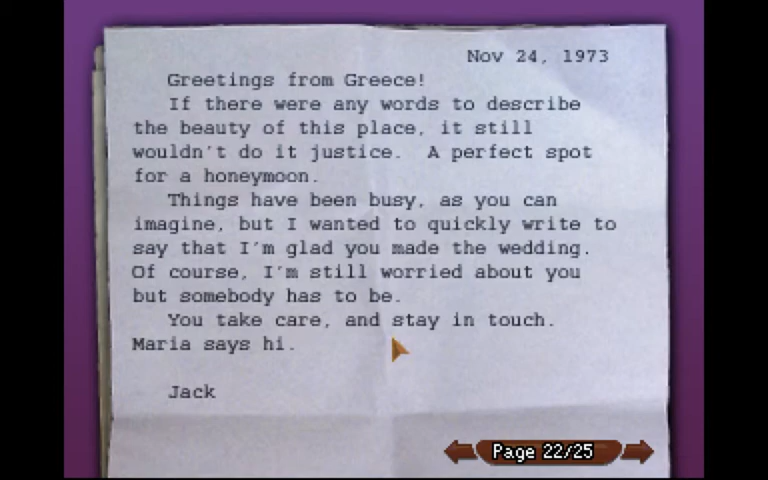 Nov 24, 1973
Greetings from Greece!
If there were any words to describe
the beauty of this place, it still
wouldn't do it justice.  A perfect spot
for a honeymoon.
Things have been busy, as you can
imagine, but I wanted to quickly write to
say that I'm glad you made the wedding.
Of course, I'm still worried about you
but somebody has to be.
You take care, and stay in touch.
Maria says hi.
Jack
Page 22/25